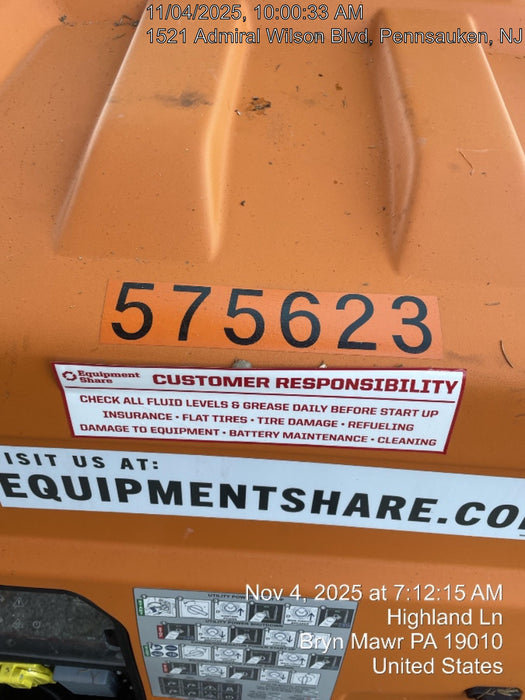 11/04/2025, 10:00:33 AM
1521 Admiral Wilson Blvd, Pennsauken, NJ
575623
Equipment Share
CUSTOMER RESPONSIBILITY
CHECK ALL FLUID LEVELS & GREASE DAILY BEFORE START UP
INSURANCE • FLAT TIRES • TIRE DAMAGE • REFUELING
DAMAGE TO EQUIPMENT • BATTERY MAINTENANCE • CLEANING
ISIT US AT:
EQUIPMENTSHARE.CO
UTILITY
Nov 4, 2025 at 7:12:15 AM
Highland Ln
Bryn Mawr PA 19010
United States